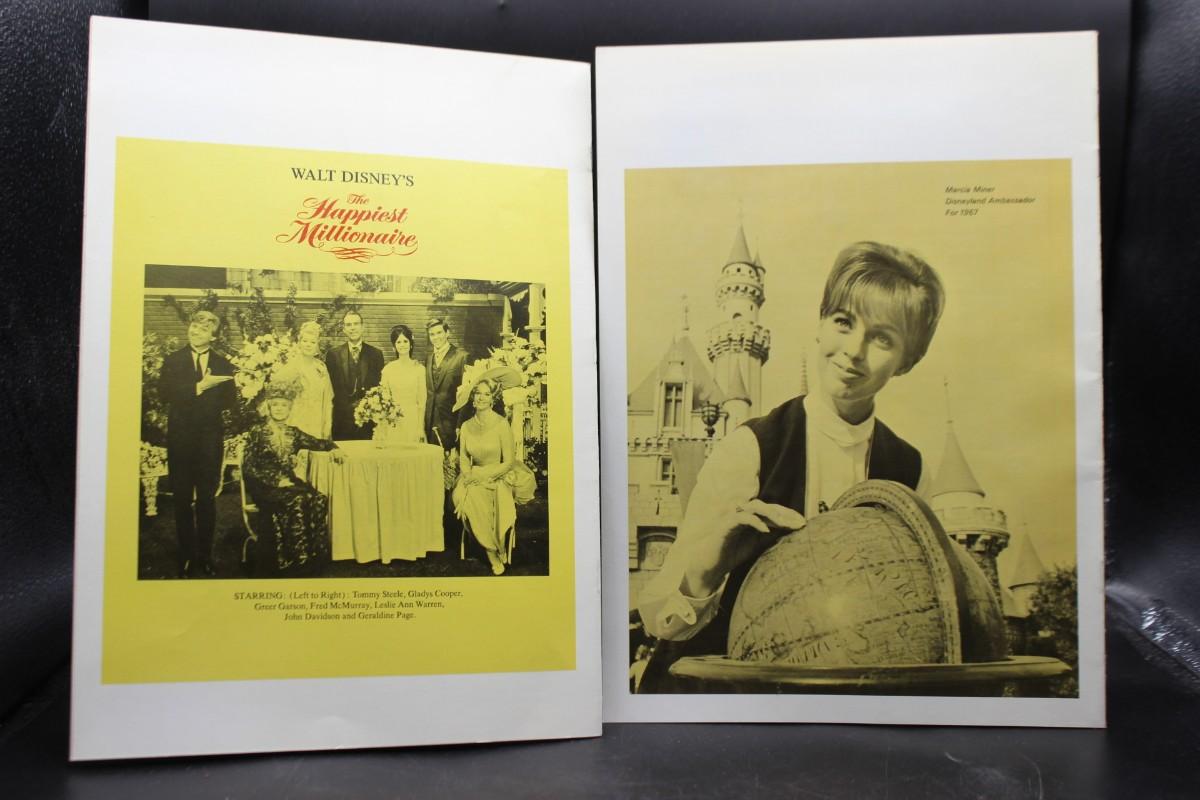 WALT DISNEY'S
The
Happiest
Millionaire
STARRING: (Left to Right): Tommy Steele, Gladys Cooper,
Greer Garson, Fred McMurray, Leslie Ann Warren,
John Davidson and Geraldine Page.
Marcia Miner
Disneyland Ambassador
For 1967